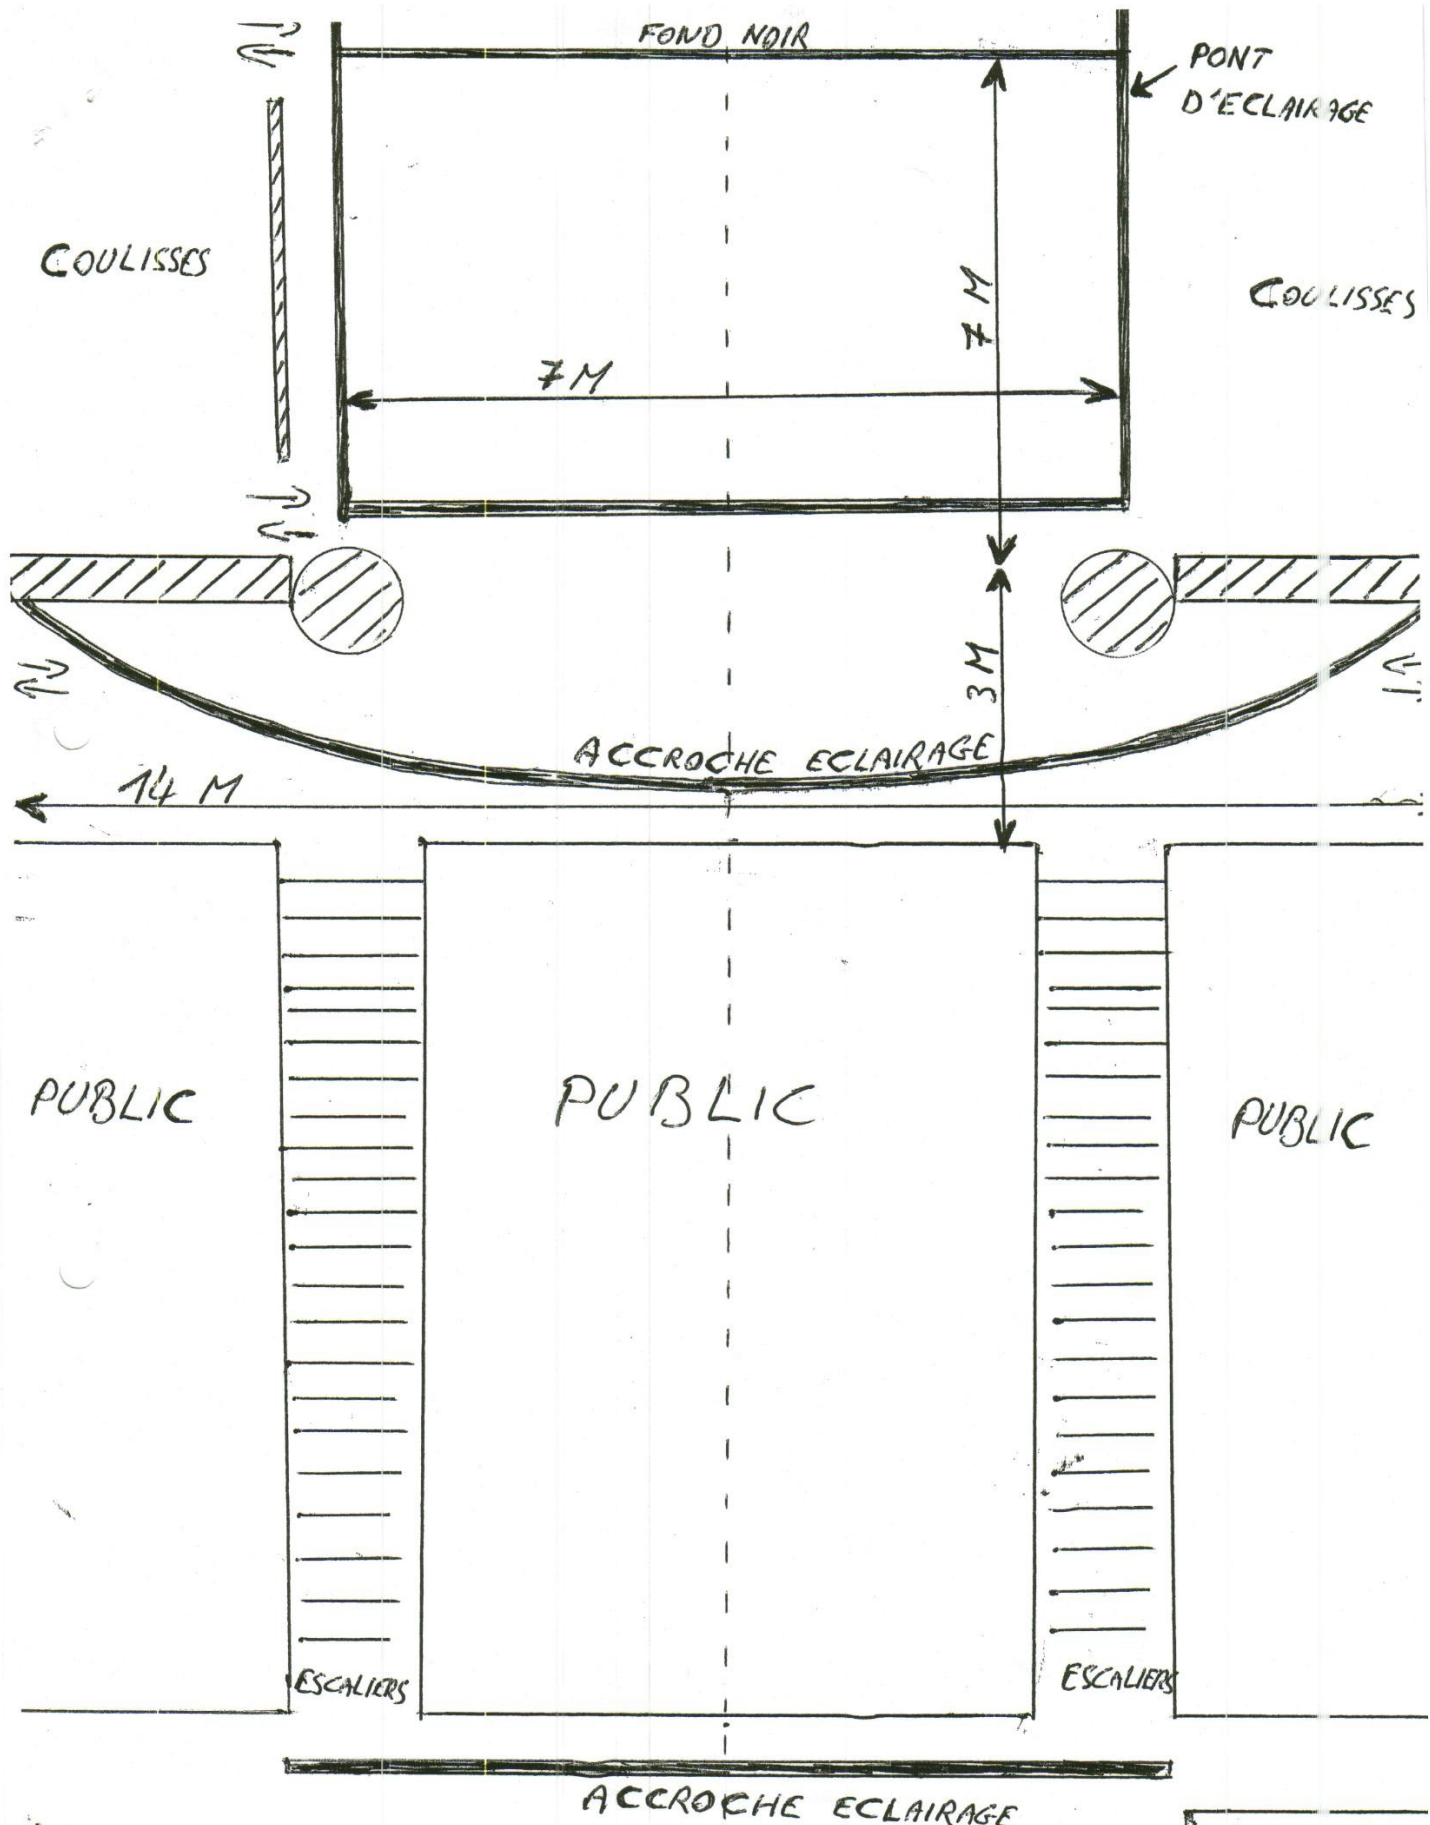 FOND NOIR
PONT
D'ECLAIRAGE
COULISSES
COULISSES
7 M
7 M
3 M
ACCROCHE ECLAIRAGE
14 M
PUBLIC
PUBLIC
PUBLIC
ESCALIERS
ESCALIERS
ACCROCHE ECLAIRAGE